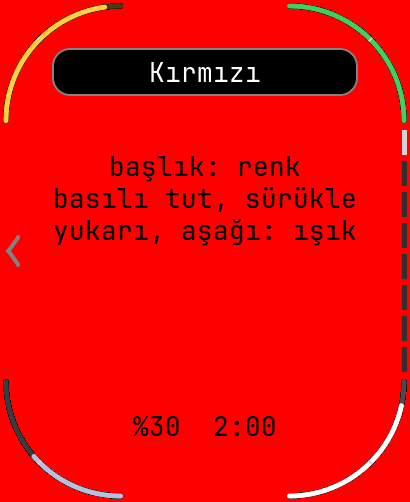 Kırmızı
başlık: renk
basılı tut, sürükle
yukarı, aşağı: ışık
%30 2:00